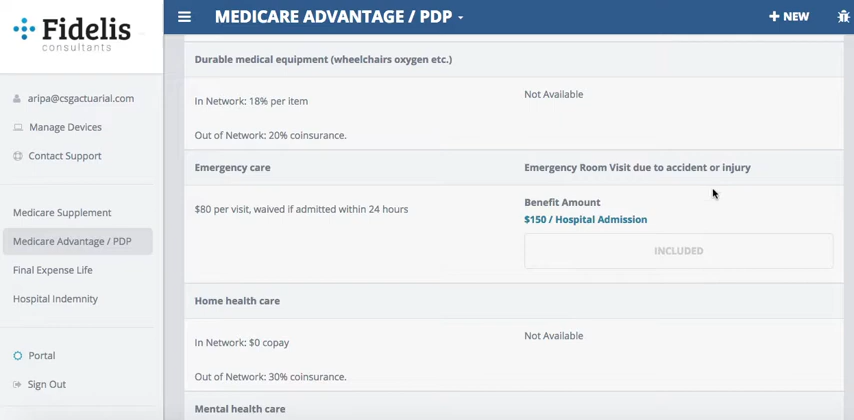 Fidelis
consultants
aripa@csgactuarial.com
Manage Devices
Contact Support
Medicare Supplement
Medicare Advantage / PDP
Final Expense Life
Hospital Indemnity
Portal
Sign Out
MEDICARE ADVANTAGE / PDP
+ NEW
Durable medical equipment (wheelchairs oxygen etc.)
In Network: 18% per item
Out of Network: 20% coinsurance.
Not Available
Emergency care
Emergency Room Visit due to accident or injury
$80 per visit, waived if admitted within 24 hours
Benefit Amount
$150 / Hospital Admission
INCLUDED
Home health care
In Network: $0 copay
Out of Network: 30% coinsurance.
Not Available
Mental health care